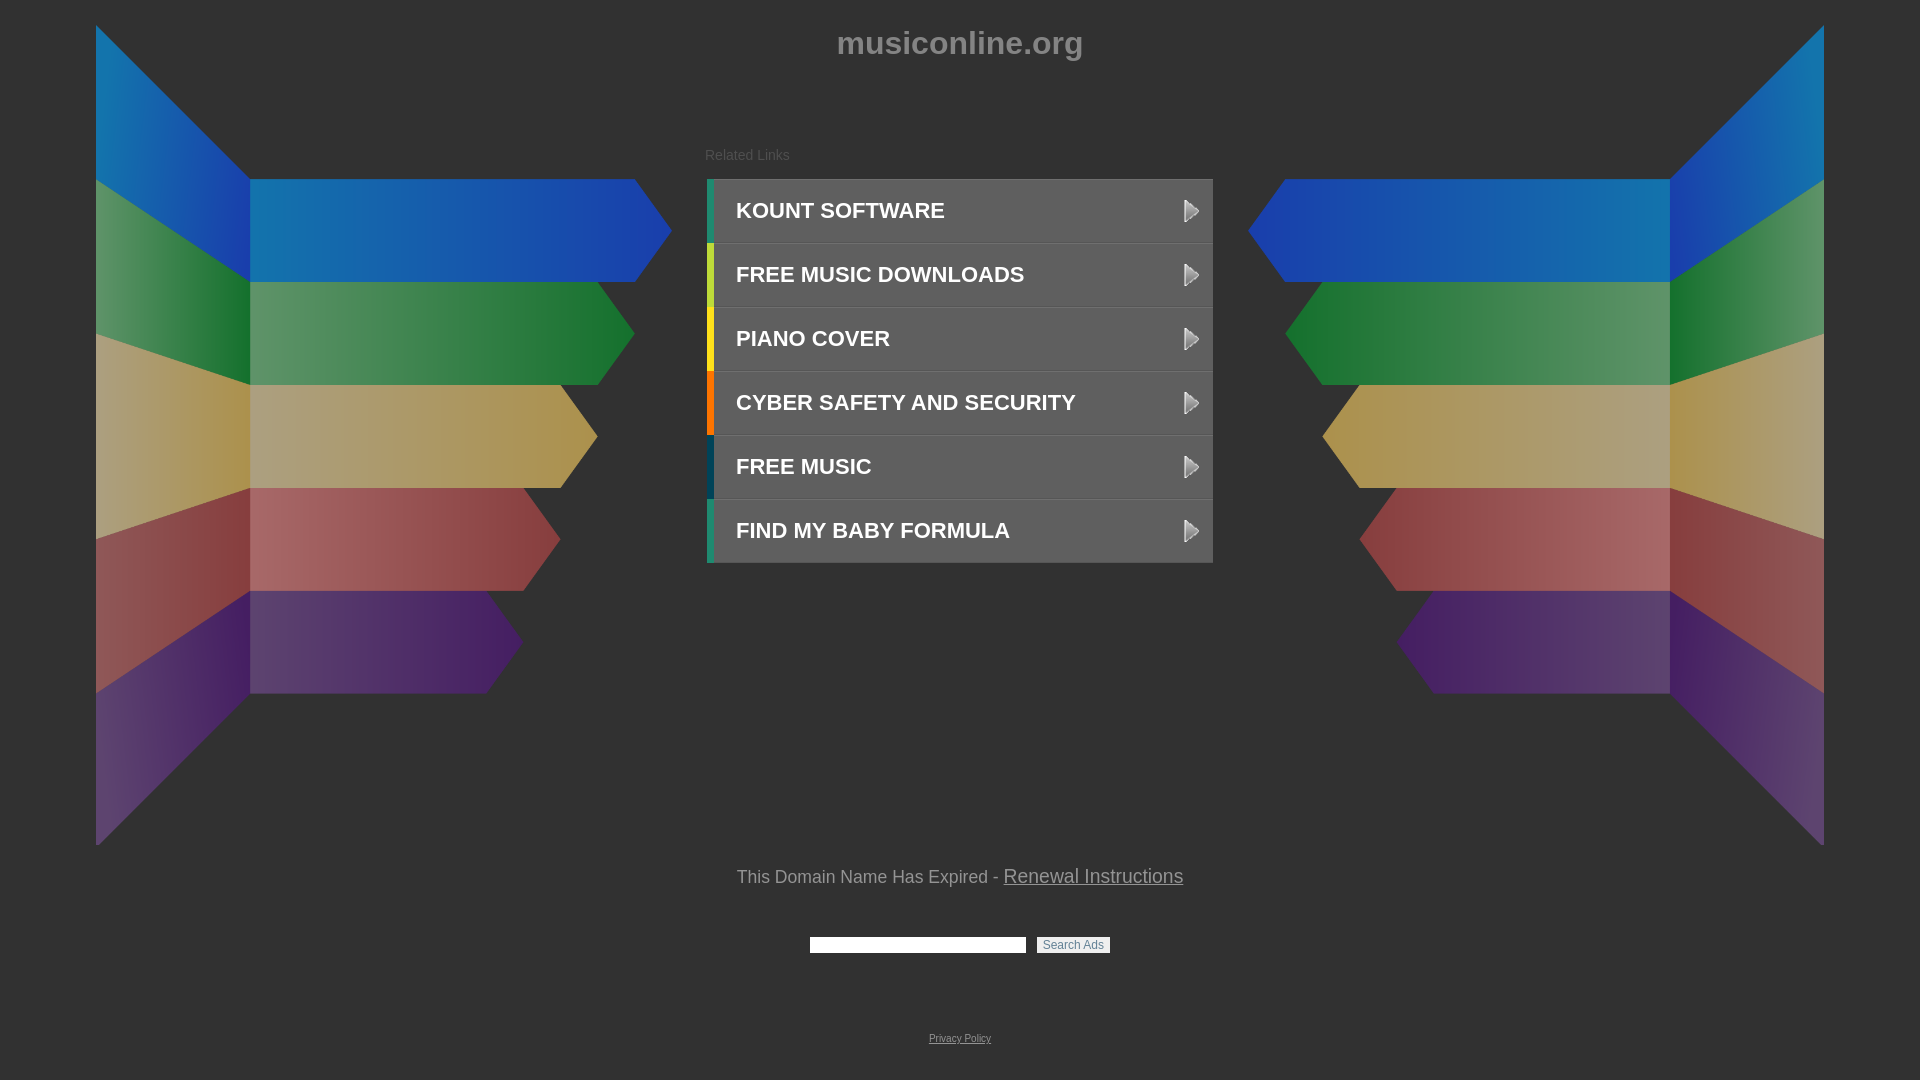 musiconline.org
Related Links
KOUNT SOFTWARE
FREE MUSIC DOWNLOADS
PIANO COVER
CYBER SAFETY AND SECURITY
FREE MUSIC
FIND MY BABY FORMULA
This Domain Name Has Expired - Renewal Instructions
Search Ads
Privacy Policy